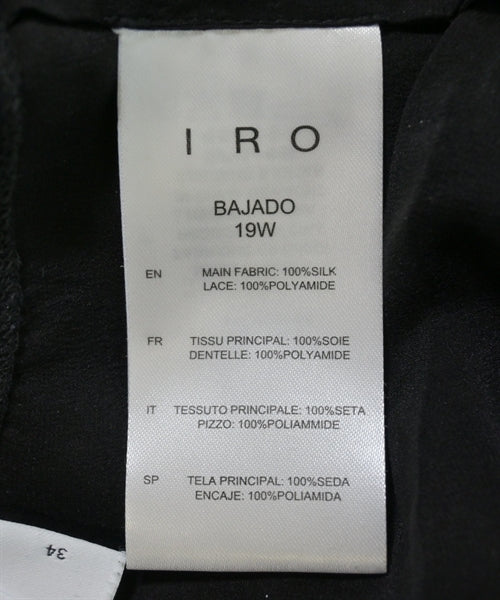 IRO
BAJADO
19W
EN MAIN FABRIC: 100%SILK
LACE: 100%POLYAMIDE
FR TISSU PRINCIPAL: 100%SOIE
DENTELLE: 100%POLYAMIDE
IT TESSUTO PRINCIPALE: 100%SETA
PIZZO: 100%POLIAMMIDE
SP TELA PRINCIPAL: 100%SEDA
ENCAJE: 100%POLIAMIDA
34